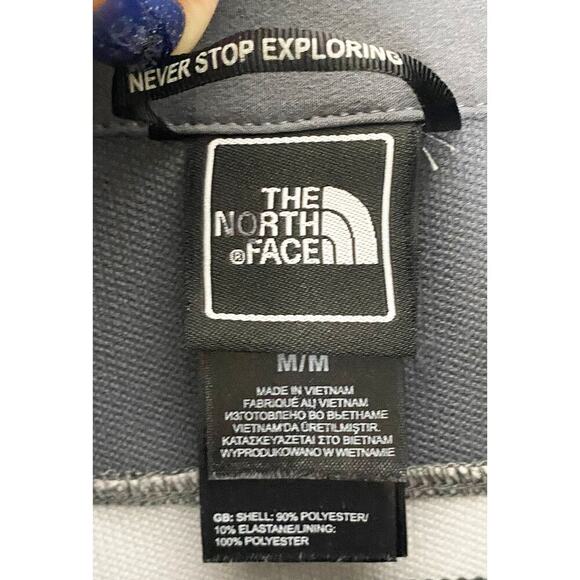 NEVER STOP EXPLORING
THE
NORTH
®FACE
M/M
MADE IN VIETNAM
FABRIQUÉ AU VIETNAM
ИЗГОТОВЛЕНО ВО ВЬЕТНАМЕ
VIETNAM'DA ÜRETILMIŞTIR.
ΚΑΤΑΣΚΕΥΑΖΕΤΑΙ ΣΤΟ ΒΙΕΤΝΑΜ
WYPRODUKOWANO W WIETNAMIE
GB: SHELL: 90% POLYESTER/
10% ELASTANE/LINING:
100% POLYESTER